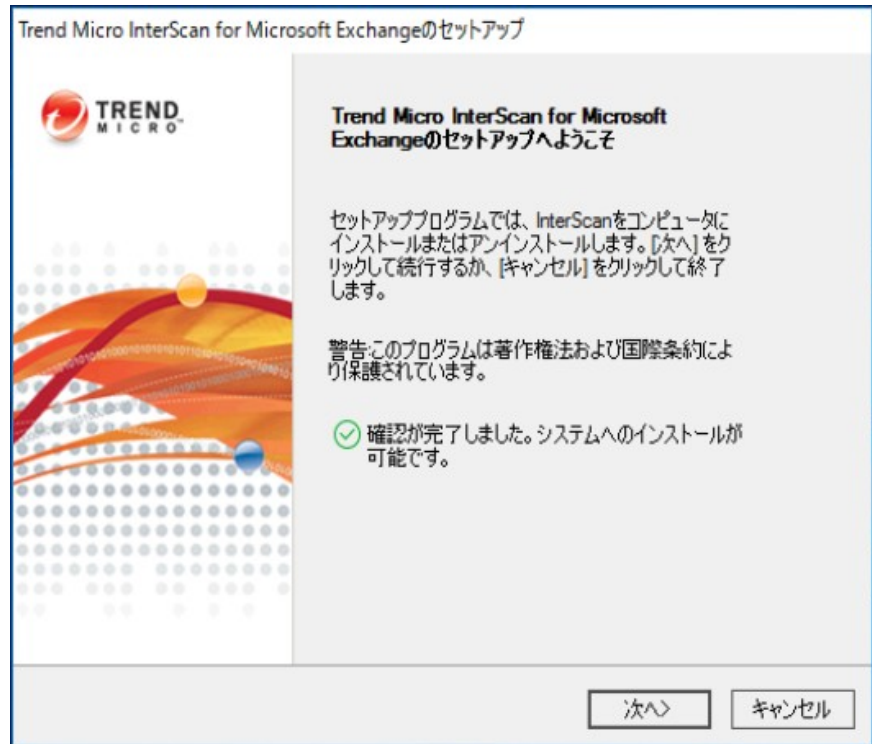 Trend Micro InterScan for Microsoft Exchangeのセットアップ
TREND
MICRO
Trend Micro InterScan for Microsoft
Exchangeのセットアップへようこそ
セットアッププログラムでは、InterScanをコンピュータに
インストールまたはアンインストールします。[次へ] をク
リックして続行するか、[キャンセル] をクリックして終了
します。
警告:このプログラムは著作権法および国際条約によ
り保護されています。
確認が完了しました。システムへのインストールが
可能です。
次へ>
キャンセル